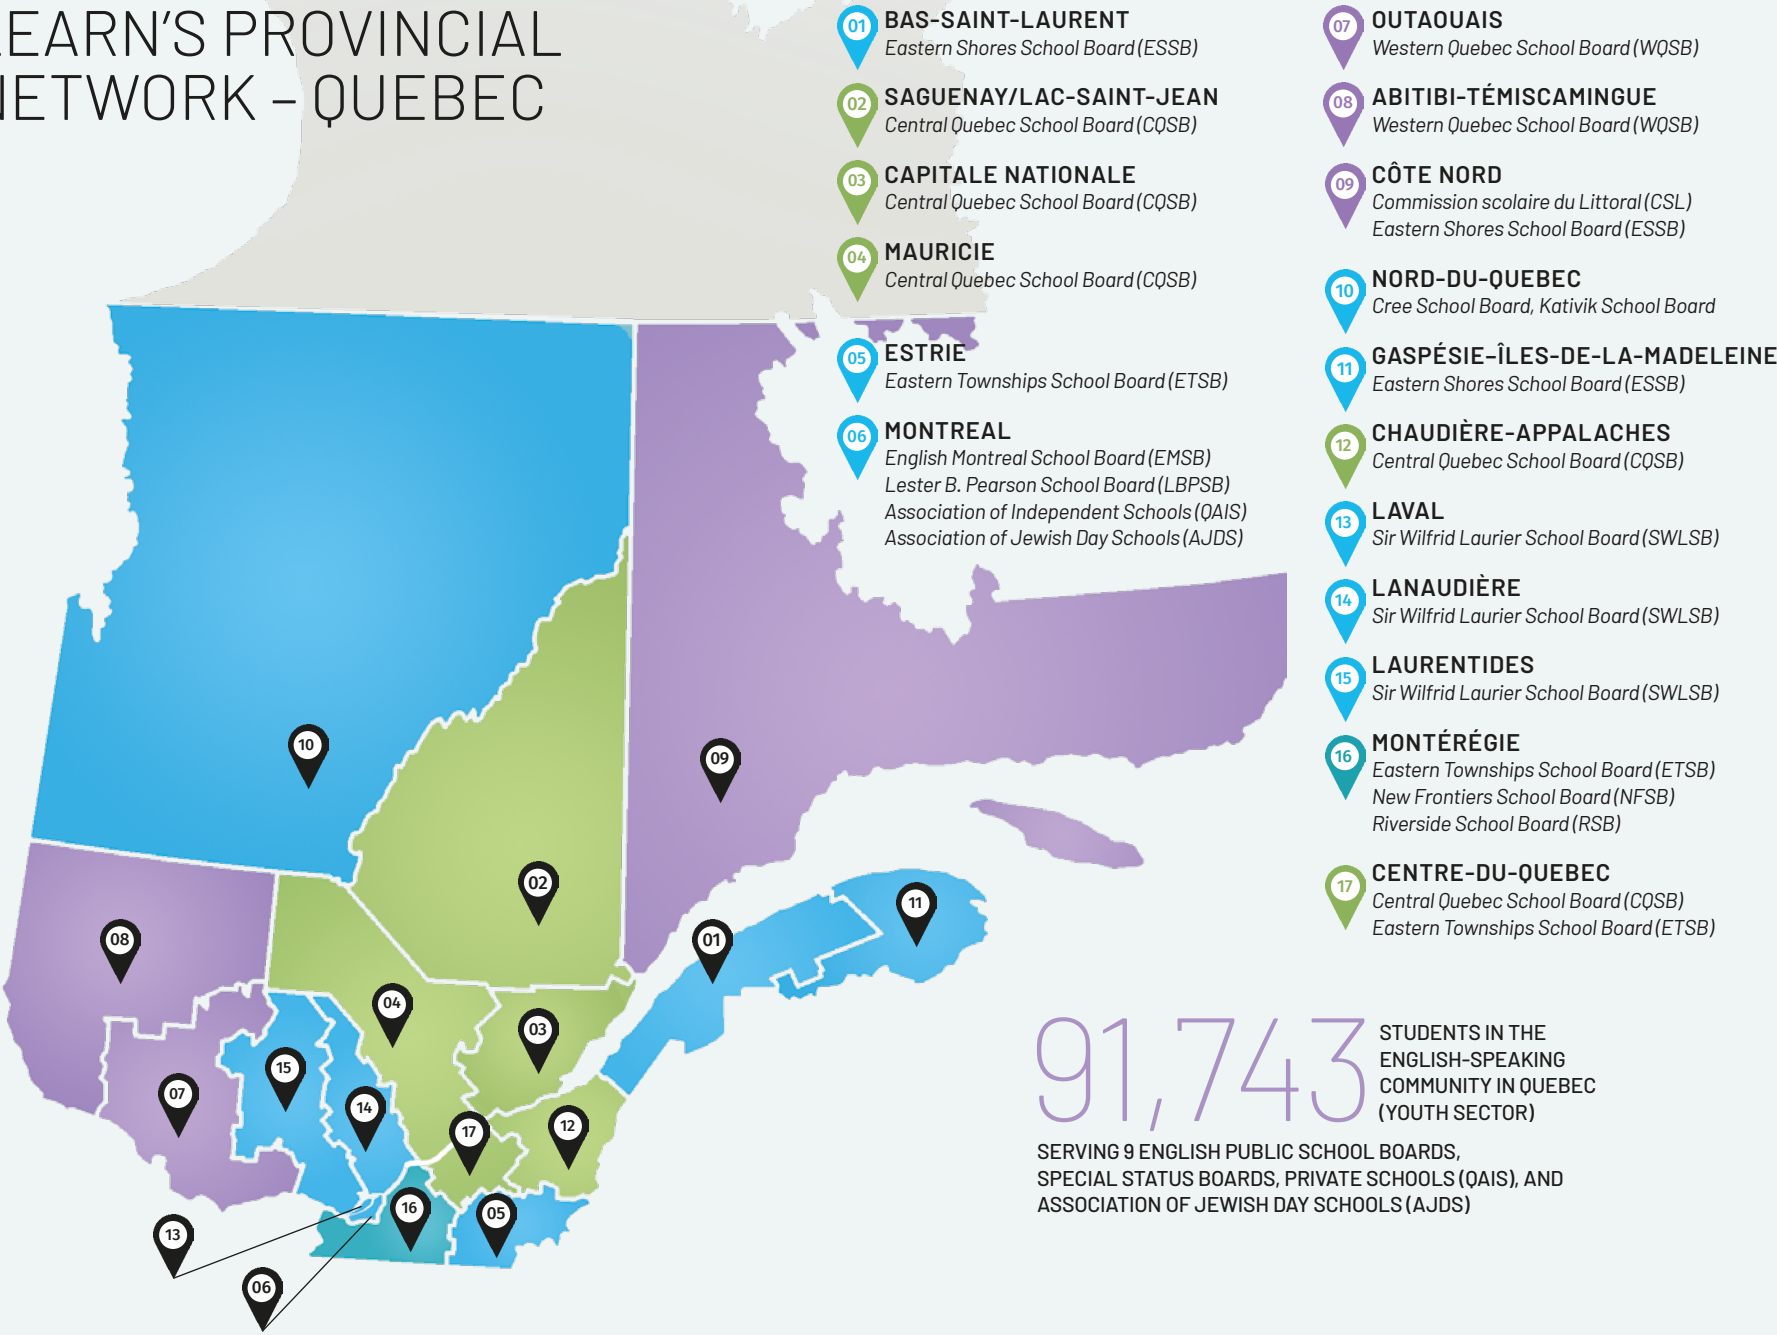 EARN'S PROVINCIAL
NETWORK – QUEBEC
01 BAS-SAINT-LAURENT
Eastern Shores School Board (ESSB)
02 SAGUENAY/LAC-SAINT-JEAN
Central Quebec School Board (CQSB)
03 CAPITALE NATIONALE
Central Quebec School Board (CQSB)
04 MAURICIE
Central Quebec School Board (CQSB)
05 ESTRIE
Eastern Townships School Board (ETSB)
06 MONTREAL
English Montreal School Board (EMSB)
Lester B. Pearson School Board (LBPSB)
Association of Independent Schools (QAIS)
Association of Jewish Day Schools (AJDS)
07 OUTAOUAIS
Western Quebec School Board (WQSB)
08 ABITIBI-TÉMISCAMINGUE
Western Quebec School Board (WQSB)
09 CÔTE NORD
Commission scolaire du Littoral (CSL)
Eastern Shores School Board (ESSB)
10 NORD-DU-QUEBEC
Cree School Board, Kativik School Board
11 GASPÉSIE–ÎLES-DE-LA-MADELEINE
Eastern Shores School Board (ESSB)
12 CHAUDIÈRE-APPALACHES
Central Quebec School Board (CQSB)
13 LAVAL
Sir Wilfrid Laurier School Board (SWLSB)
14 LANAUDIÈRE
Sir Wilfrid Laurier School Board (SWLSB)
15 LAURENTIDES
Sir Wilfrid Laurier School Board (SWLSB)
16 MONTÉRÉGIE
Eastern Townships School Board (ETSB)
New Frontiers School Board (NFSB)
Riverside School Board (RSB)
17 CENTRE-DU-QUEBEC
Central Quebec School Board (CQSB)
Eastern Townships School Board (ETSB)
10
09
02
11
01
08
04
03
15
07
14
12
17
16
05
13
06
91,743
STUDENTS IN THE
ENGLISH-SPEAKING
COMMUNITY IN QUEBEC
(YOUTH SECTOR)
SERVING 9 ENGLISH PUBLIC SCHOOL BOARDS,
SPECIAL STATUS BOARDS, PRIVATE SCHOOLS (QAIS), AND
ASSOCIATION OF JEWISH DAY SCHOOLS (AJDS)